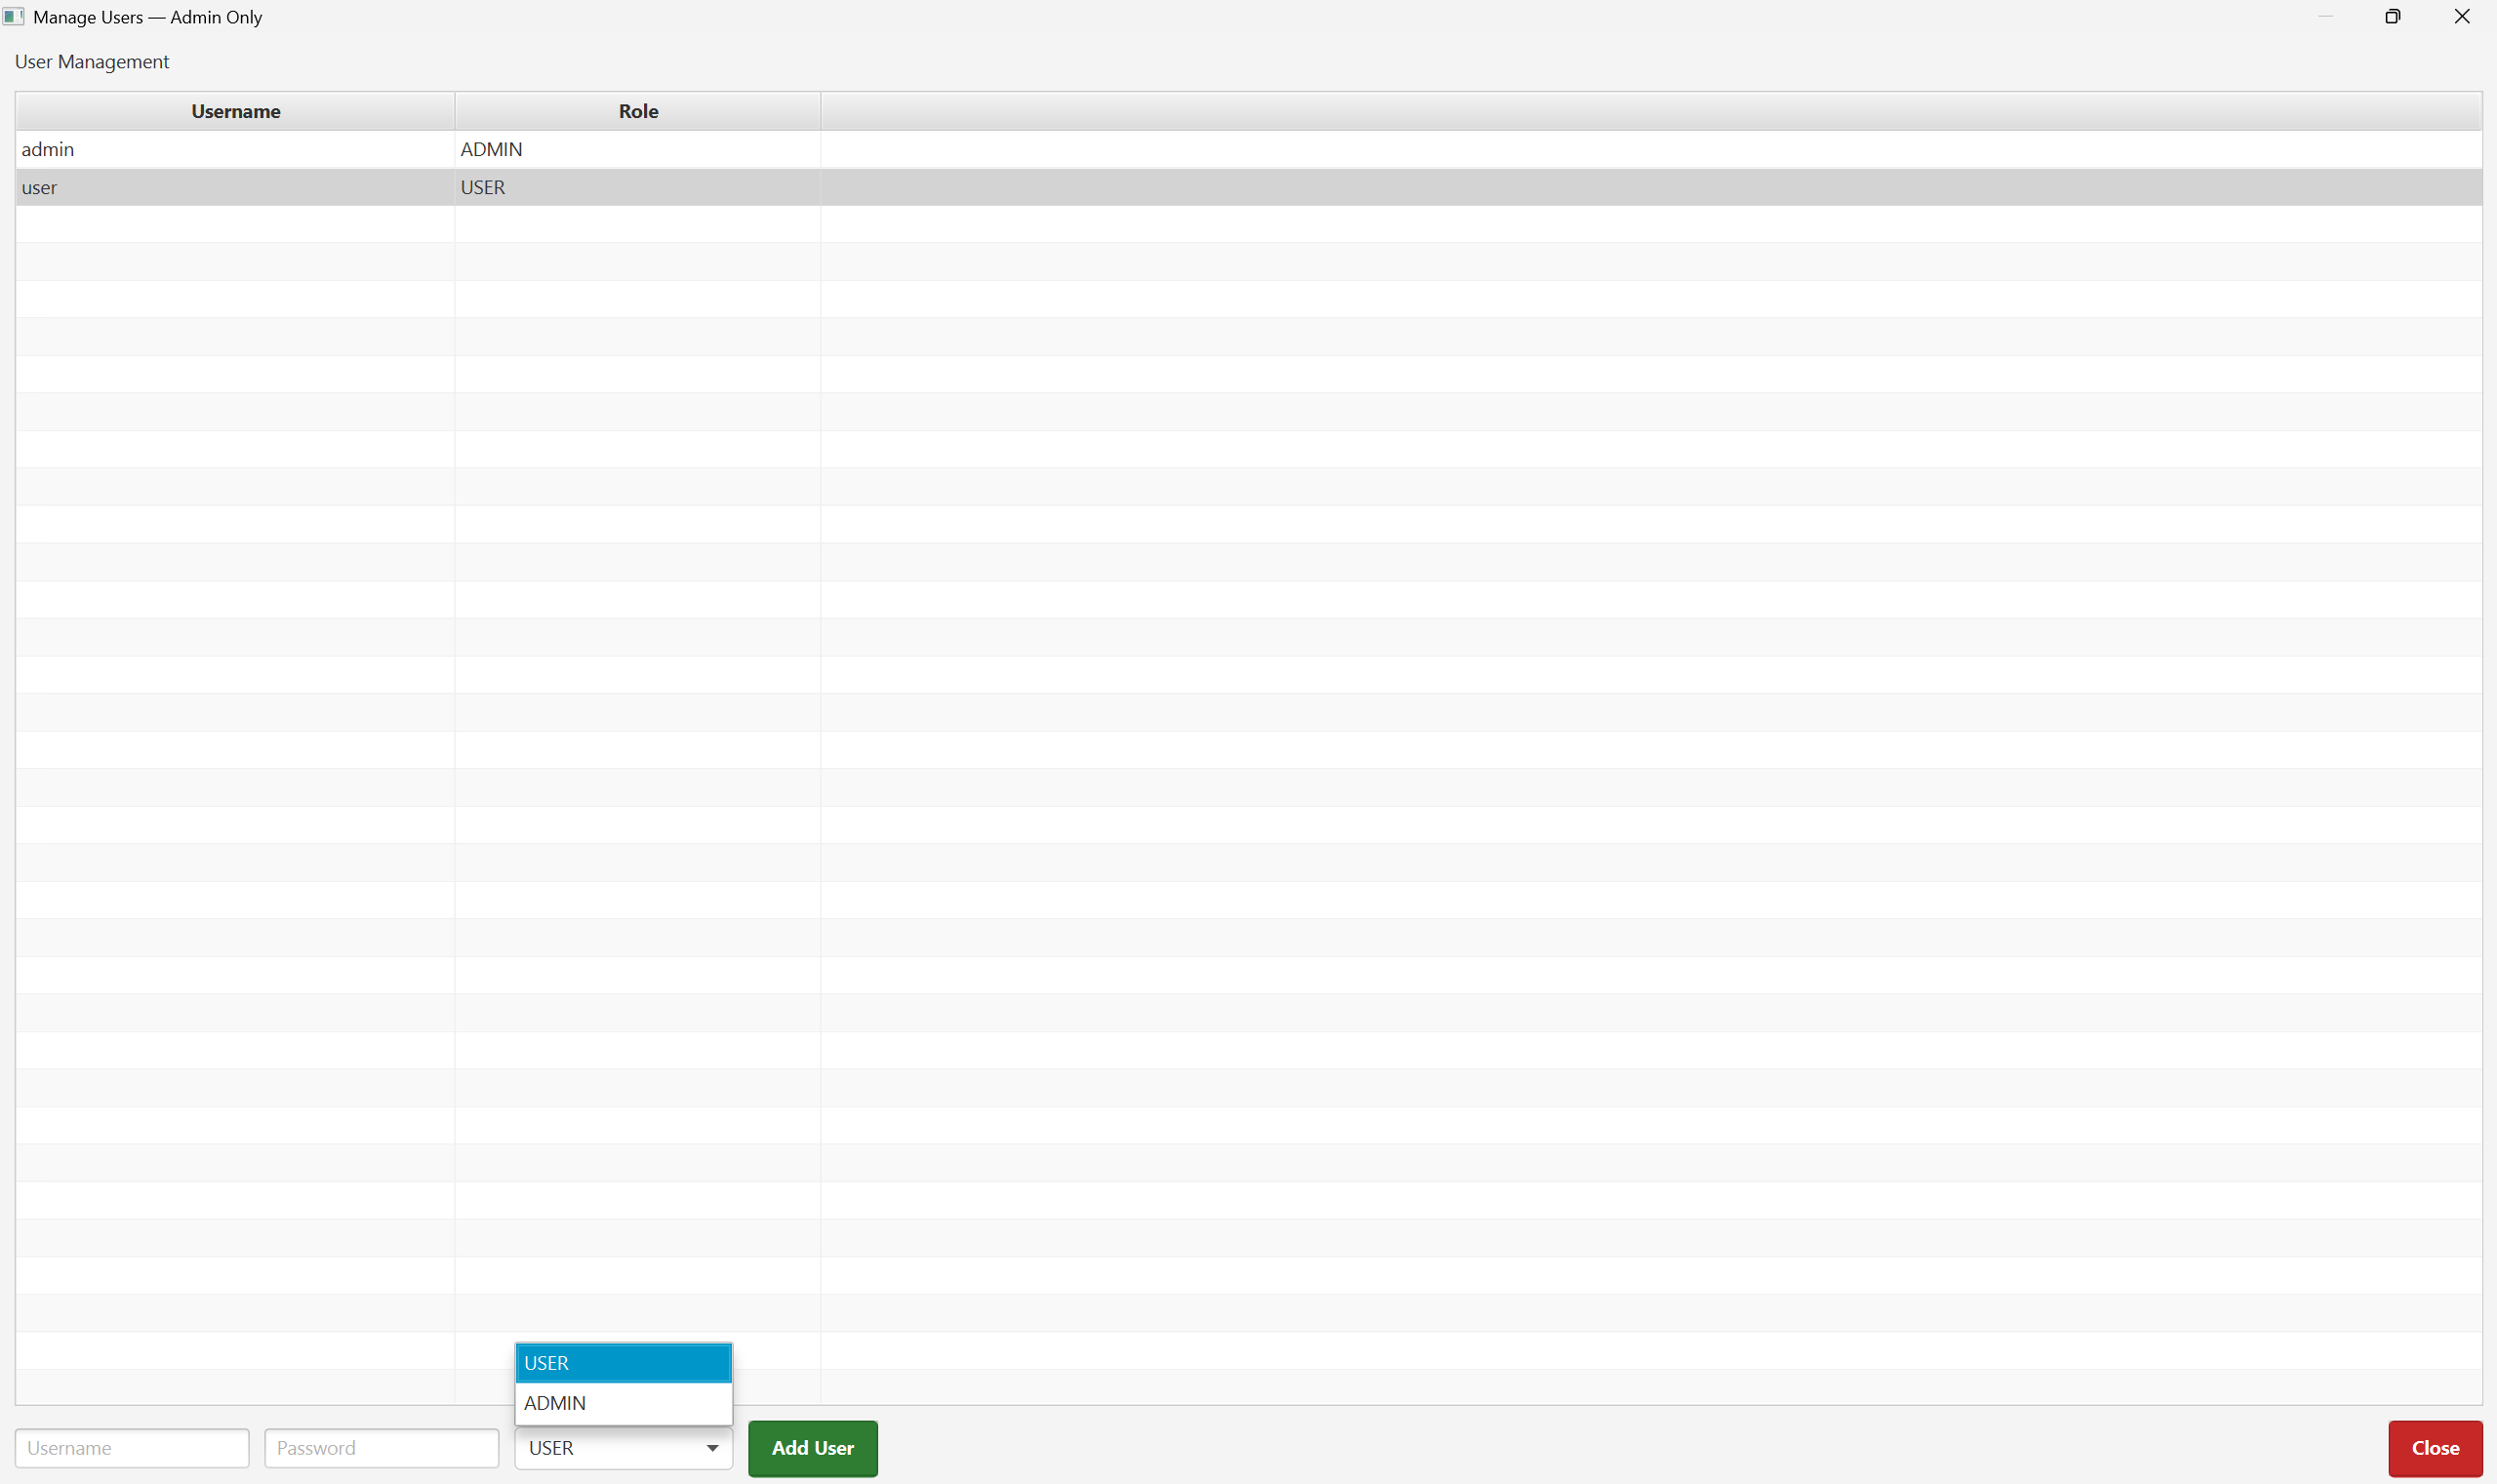 Manage Users — Admin Only
User Management
Username Role
admin ADMIN
user USER
USER
ADMIN
Username Password USER Add User Close